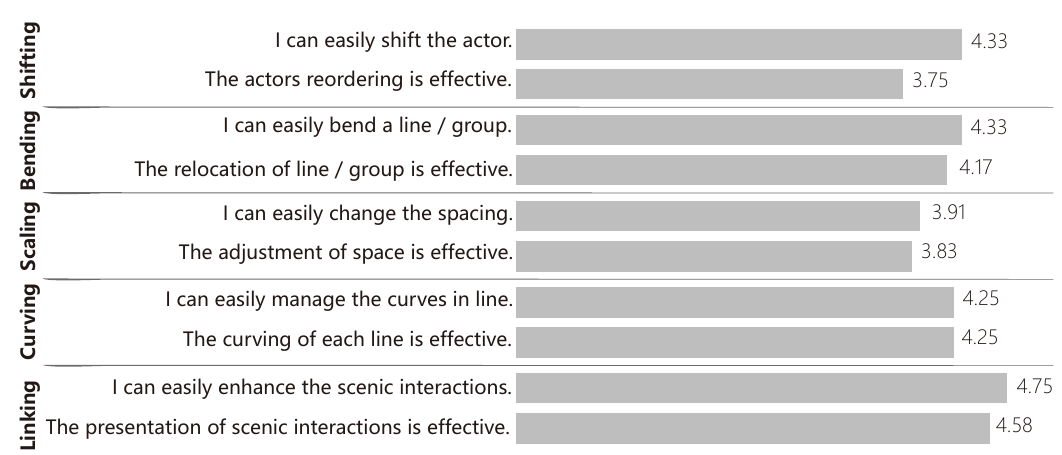 Shifting
I can easily shift the actor. 4.33
The actors reordering is effective. 3.75
Bending
I can easily bend a line / group. 4.33
The relocation of line / group is effective. 4.17
Scaling
I can easily change the spacing. 3.91
The adjustment of space is effective. 3.83
Curving
I can easily manage the curves in line. 4.25
The curving of each line is effective. 4.25
Linking
I can easily enhance the scenic interactions. 4.75
The presentation of scenic interactions is effective. 4.58